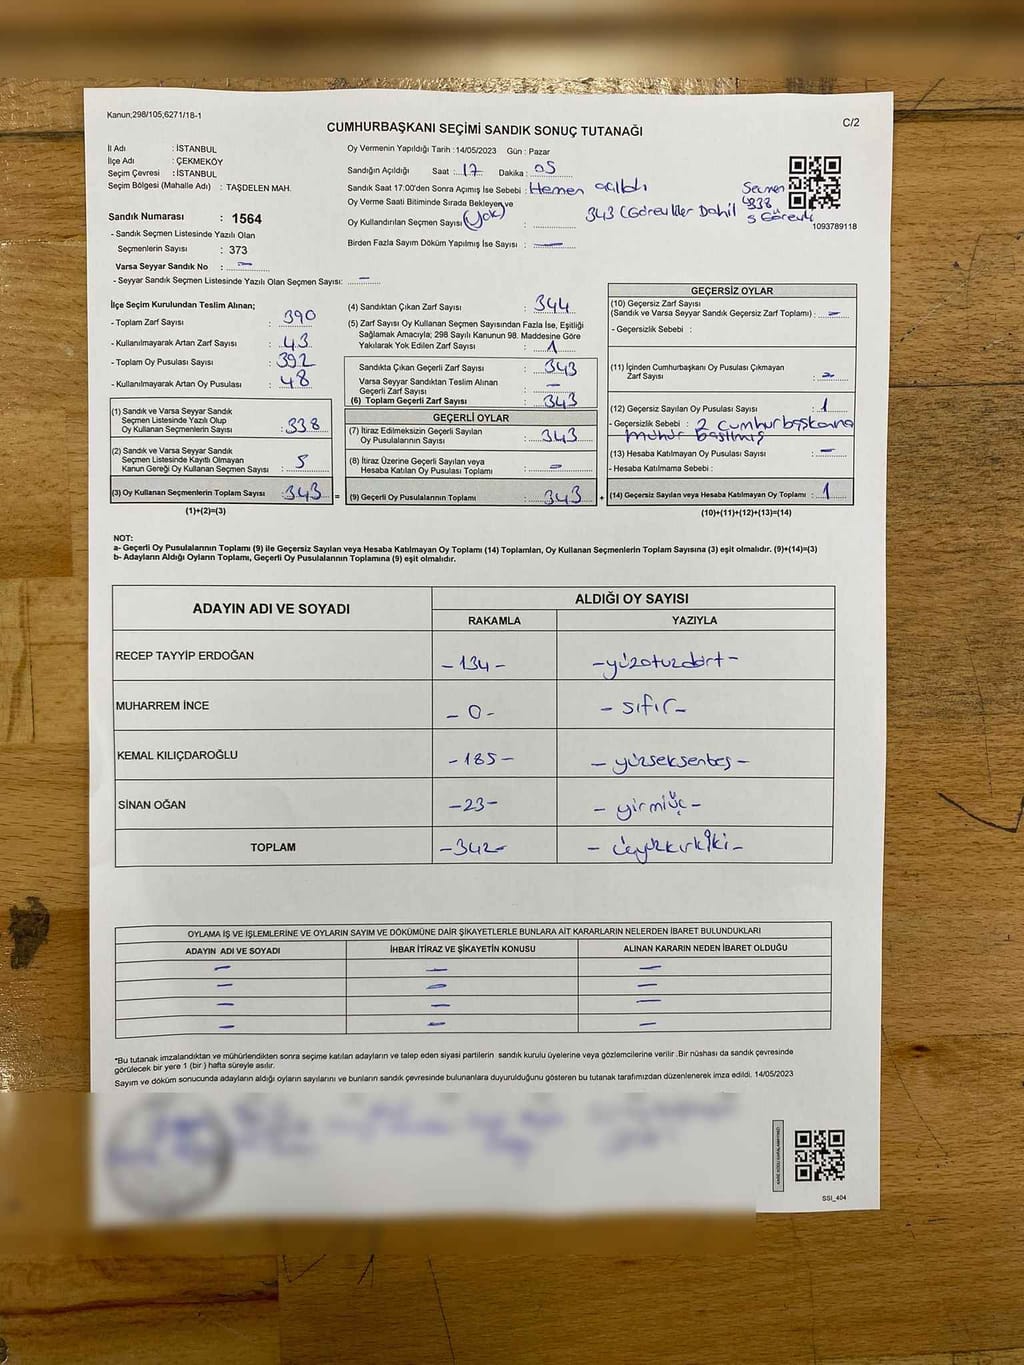 Kanun;298/105,6271/18-1
C/2
CUMHURBAŞKANI SEÇİMİ SANDIK SONUÇ TUTANAĞI
İl Adı : İSTANBUL
İlçe Adı : ÇEKMEKÖY
Seçim Çevresi : İSTANBUL
Seçim Bölgesi (Mahalle Adı) : TAŞDELEN MAH.
Sandık Numarası : 1564
- Sandık Seçmen Listesinde Yazılı Olan
Seçmenlerin Sayısı : 373
Varsa Seyyar Sandık No : —
- Seyyar Sandık Seçmen Listesinde Yazılı Olan Seçmen Sayısı: —
Oy Vermenin Yapıldığı Tarih :14/05/2023 Gün : Pazar
Sandığın Açıldığı Saat : 17 Dakika : 05
Sandık Saat 17:00'den Sonra Açımış İse Sebebi : Hemen açıldı
Oy Verme Saati Bitiminde Sırada Bekleyen ve
Oy Kullandırılan Seçmen Sayısı (yok) :
343 (Görevliler Dahil
Seçmen
338
5 Görevli
Birden Fazla Sayım Döküm Yapılmış İse Sayısı : —
1093789118
İlçe Seçim Kurulundan Teslim Alınan;
- Toplam Zarf Sayısı : 390
- Kullanılmayarak Artan Zarf Sayısı : 43
- Toplam Oy Pusulası Sayısı : 392
- Kullanılmayarak Artan Oy Pusulası : 48
(1) Sandık ve Varsa Seyyar Sandık
Seçmen Listesinde Yazılı Olup
Oy Kullanan Seçmenlerin Sayısı : 338
(2) Sandık ve Varsa Seyyar Sandık
Seçmen Listesinde Kayıtlı Olmayan
Kanun Gereği Oy Kullanan Seçmen Sayısı : 5
(3) Oy Kullanan Seçmenlerin Toplam Sayısı : 343 =
(1)+(2)=(3)
(4) Sandıktan Çıkan Zarf Sayısı : 344
(5) Zarf Sayısı Oy Kullanan Seçmen Sayısından Fazla İse, Eşitliği
Sağlamak Amacıyla; 298 Sayılı Kanunun 98. Maddesine Göre
Yakılarak Yok Edilen Zarf Sayısı : 1
Sandıkta Çıkan Geçerli Zarf Sayısı : 343
Varsa Seyyar Sandıktan Teslim Alınan
Geçerli Zarf Sayısı : —
(6) Toplam Geçerli Zarf Sayısı : 343
GEÇERLİ OYLAR
(7) İtiraz Edilmeksizin Geçerli Sayılan
Oy Pusulalarının Sayısı : 343
(8) İtiraz Üzerine Geçerli Sayılan veya
Hesaba Katılan Oy Pusulası Toplamı : —
(9) Geçerli Oy Pusulalarının Toplamı : 343 +
GEÇERSİZ OYLAR
(10) Geçersiz Zarf Sayısı
(Sandık ve Varsa Seyyar Sandık Geçersiz Zarf Toplamı) : —
- Geçersizlik Sebebi :
(11) İçinden Cumhurbaşkanı Oy Pusulası Çıkmayan
Zarf Sayısı : —
(12) Geçersiz Sayılan Oy Pusulası Sayısı : 1
- Geçersizlik Sebebi : 2 cumhurbaşkanına
mühür basılmış
(13) Hesaba Katılmayan Oy Pusulası Sayısı : —
- Hesaba Katılmama Sebebi :
(14) Geçersiz Sayılan veya Hesaba Katılmayan Oy Toplamı : 1
(10)+(11)+(12)+(13)=(14)
NOT:
a- Geçerli Oy Pusulalarının Toplamı (9) ile Geçersiz Sayılan veya Hesaba Katılmayan Oy Toplamı (14) Toplamları, Oy Kullanan Seçmenlerin Toplam Sayısına (3) eşit olmalıdır. (9)+(14)=(3)
b- Adayların Aldığı Oyların Toplamı, Geçerli Oy Pusulalarının Toplamına (9) eşit olmalıdır.
ADAYIN ADI VE SOYADI ALDIĞI OY SAYISI
RAKAMLA YAZIYLA
RECEP TAYYİP ERDOĞAN -134- -yüzotuzdört-
MUHARREM İNCE -0- -sıfır-
KEMAL KILIÇDAROĞLU -185- -yüzseksenbeş-
SİNAN OĞAN -23- -yirmiüç-
TOPLAM -342- -üçyüzkırkiki-
OYLAMA İŞ VE İŞLEMLERİNE VE OYLARIN SAYIM VE DÖKÜMÜNE DAİR ŞİKAYETLERLE BUNLARA AİT KARARLARIN NELERDEN İBARET BULUNDUKLARI
ADAYIN ADI VE SOYADI İHBAR İTİRAZ VE ŞİKAYETİN KONUSU ALINAN KARARIN NEDEN İBARET OLDUĞU
— — —
— — —
— — —
— — —
*Bu tutanak imzalandıktan ve mühürlendikten sonra seçime katılan adayların ve talep eden siyasi partilerin sandık kurulu üyelerine veya gözlemcilerine verilir .Bir nüshası da sandık çevresinde
görülecek bir yere 1 (bir ) hafta süreyle asılır.
Sayım ve döküm sonucunda adayların aldığı oyların sayılarını ve bunların sandık çevresinde bulunanlara duyurulduğunu gösteren bu tutanak tarafımızdan düzenlenerek imza edildi. 14/05/2023
SSI_404